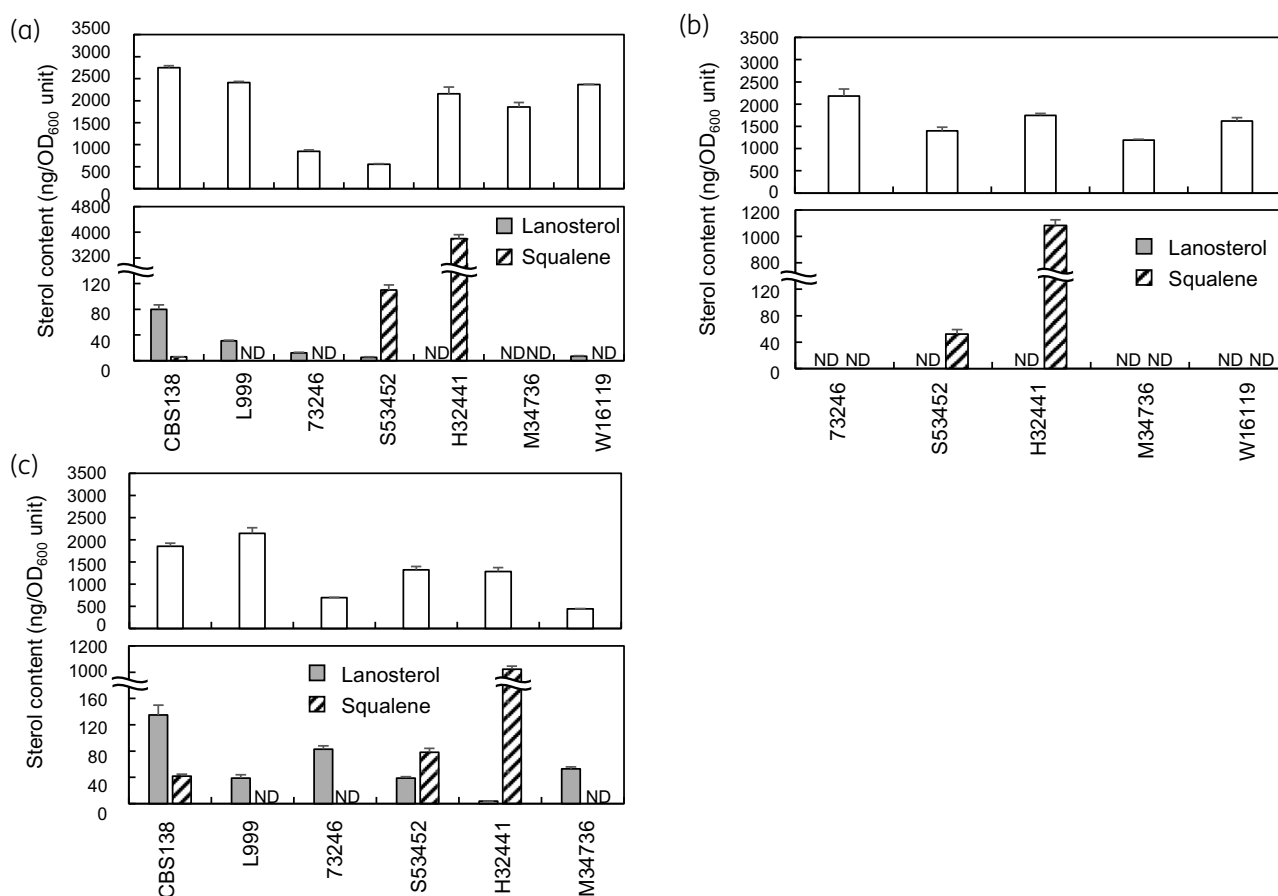 (a)
Sterol content (ng/OD600 unit)
3500
3000
2500
2000
1500
1000
500
0
4800
4000
3200
120
80
40
0
Lanosterol
Squalene
ND
ND
ND
ND ND
ND
CBS138
L999
73246
S53452
H32441
M34736
W16119
(b)
Sterol content (ng/OD600 unit)
3500
3000
2500
2000
1500
1000
500
0
1200
1000
800
120
80
40
0
Lanosterol
Squalene
ND ND
ND
ND
ND ND
ND ND
73246
S53452
H32441
M34736
W16119
(c)
Sterol content (ng/OD600 unit)
3500
3000
2500
2000
1500
1000
500
0
1200
1000
160
120
80
40
0
Lanosterol
Squalene
ND
ND
ND
CBS138
L999
73246
S53452
H32441
M34736